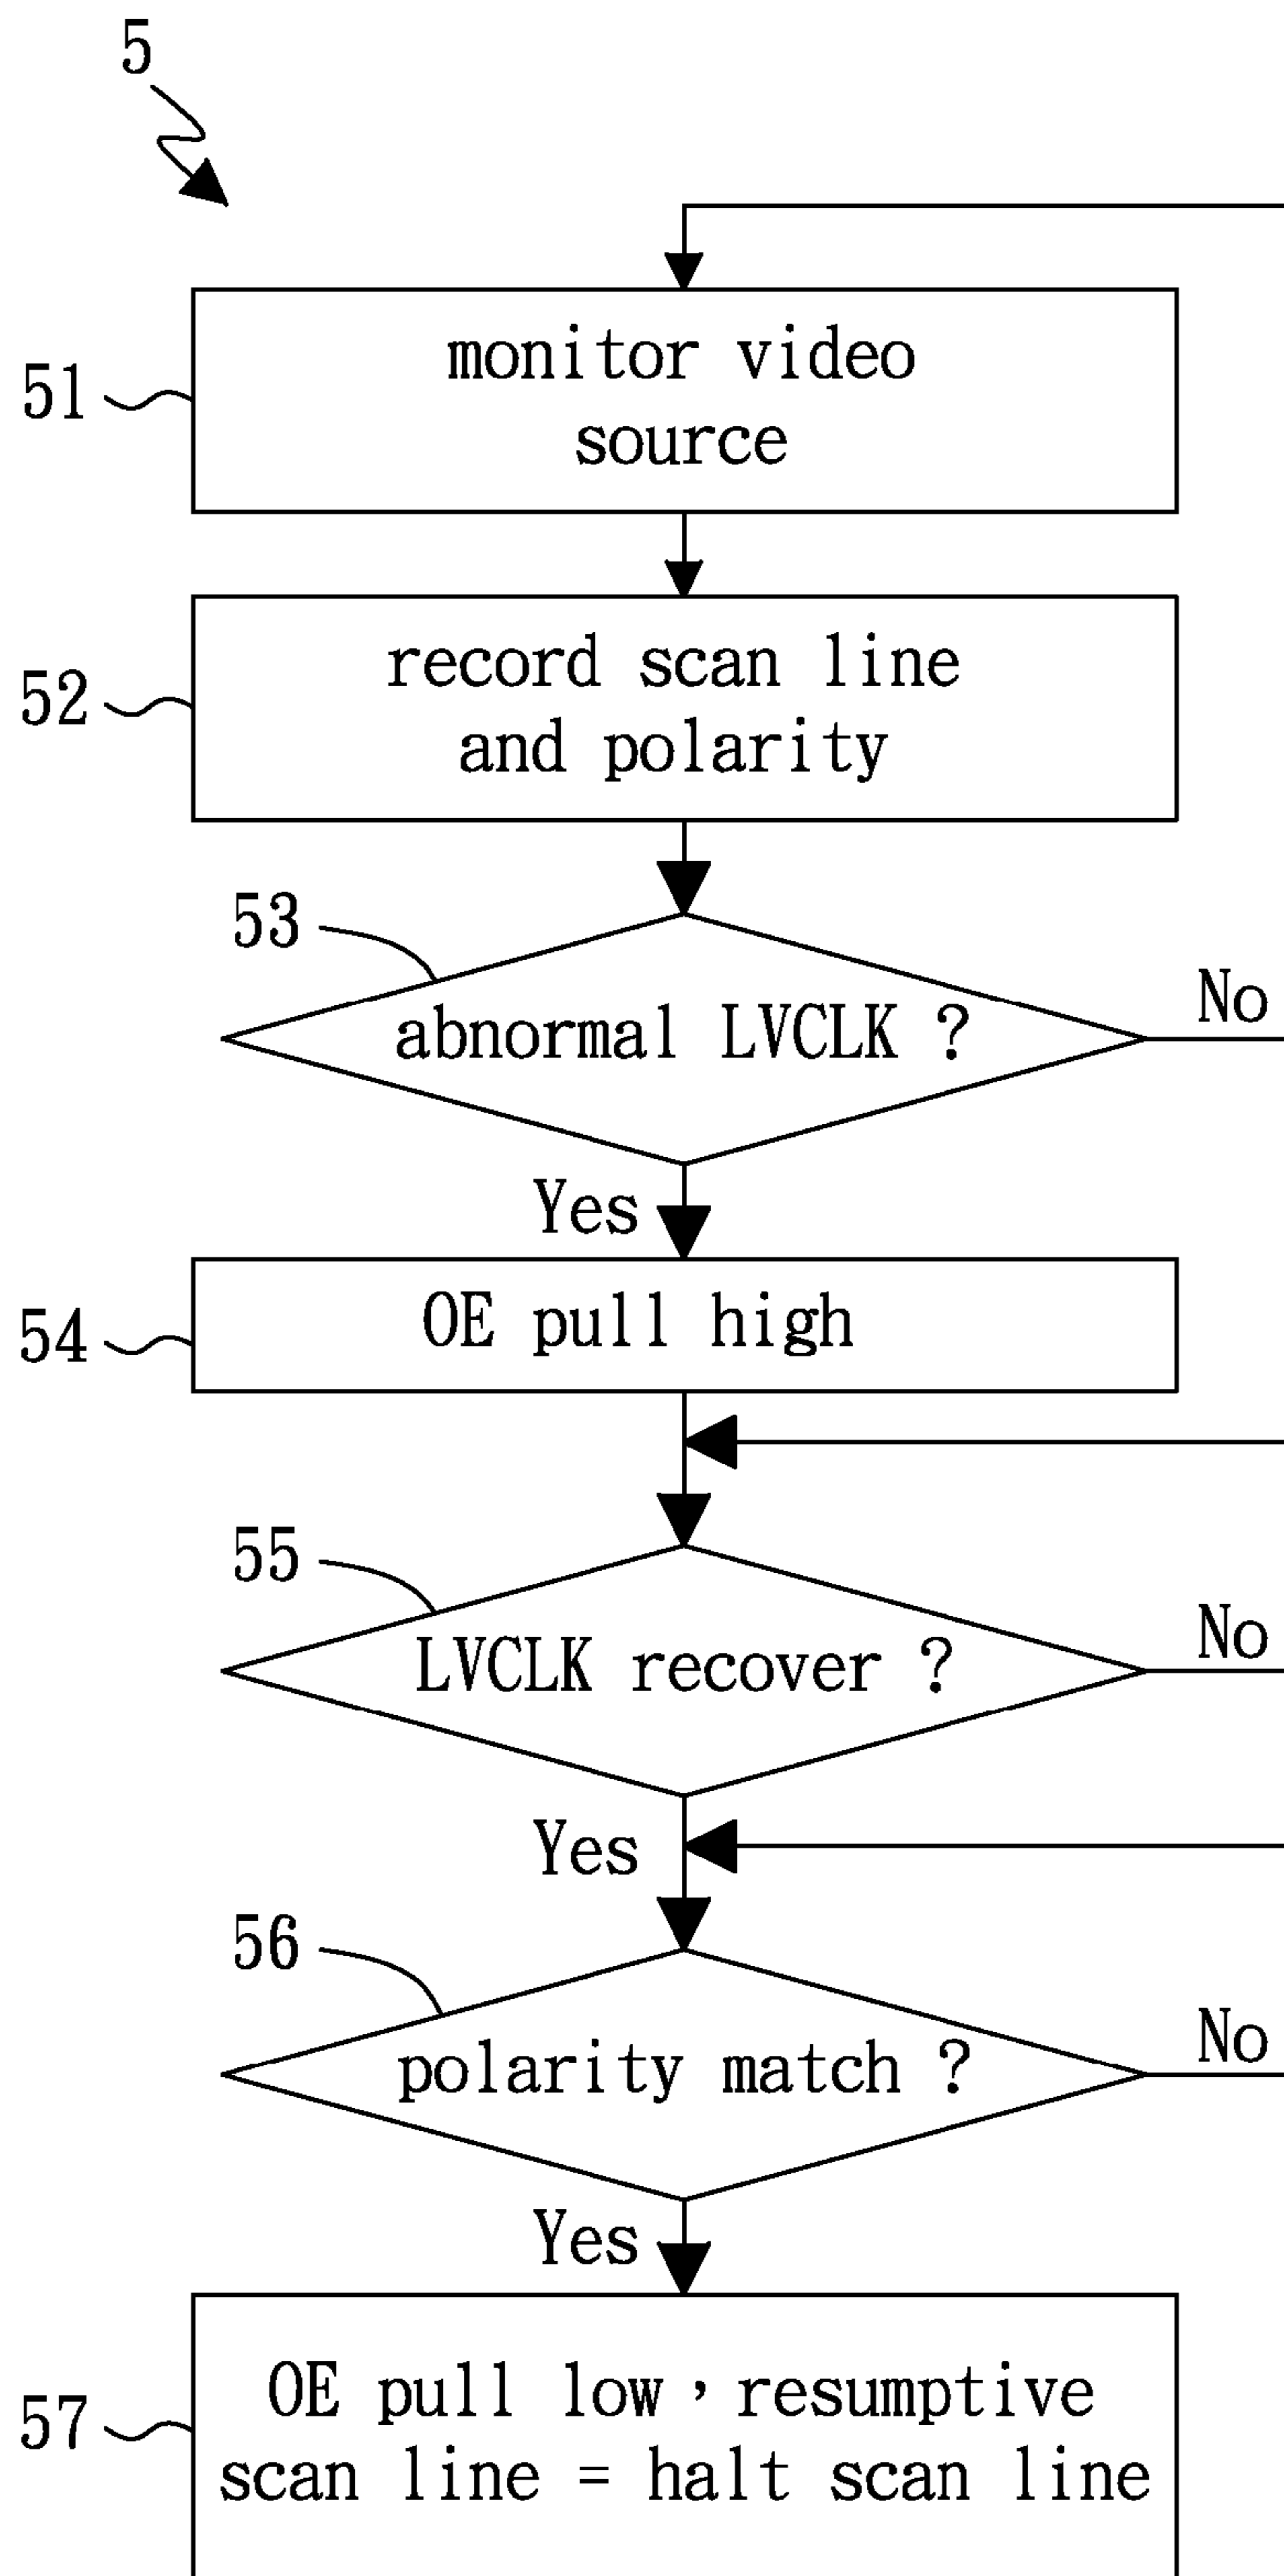 5
51
monitor video
source
52
record scan line
and polarity
53
abnormal LVCLK ?
No
Yes
54
OE pull high
55
LVCLK recover ?
No
Yes
56
polarity match ?
No
Yes
57
OE pull low，resumptive
scan line = halt scan line